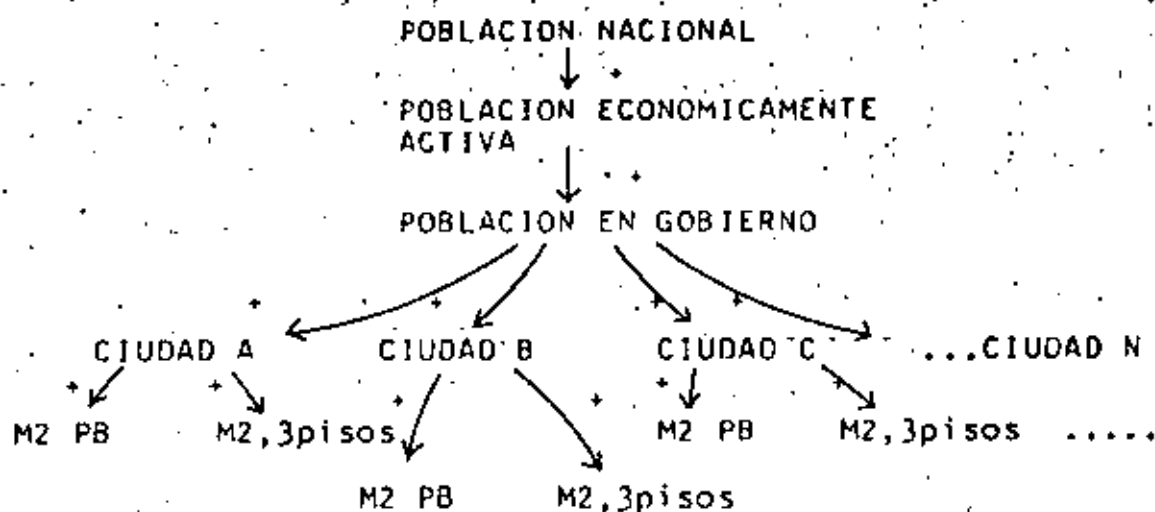 POBLACION NACIONAL
+
POBLACION ECONOMICAMENTE
ACTIVA
+
POBLACION EN GOBIERNO
+ + + +
CIUDAD A CIUDAD B CIUDAD C ...CIUDAD N
+ + + + + +
M2 PB M2,3pisos M2 PB M2,3pisos .....
M2 PB M2,3pisos